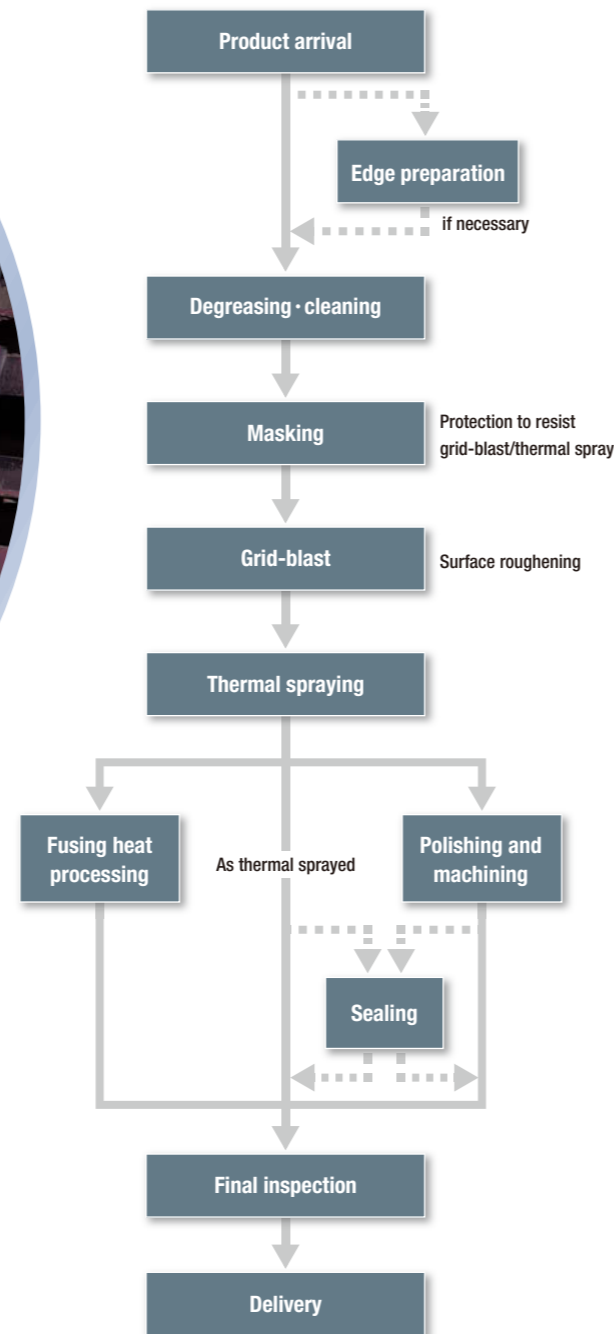 Product arrival
Edge preparation
if necessary
Degreasing·cleaning
Masking
Protection to resist
grid-blast/thermal spray
Grid-blast
Surface roughening
Thermal spraying
Fusing heat
processing
As thermal sprayed
Polishing and
machining
Sealing
Final inspection
Delivery